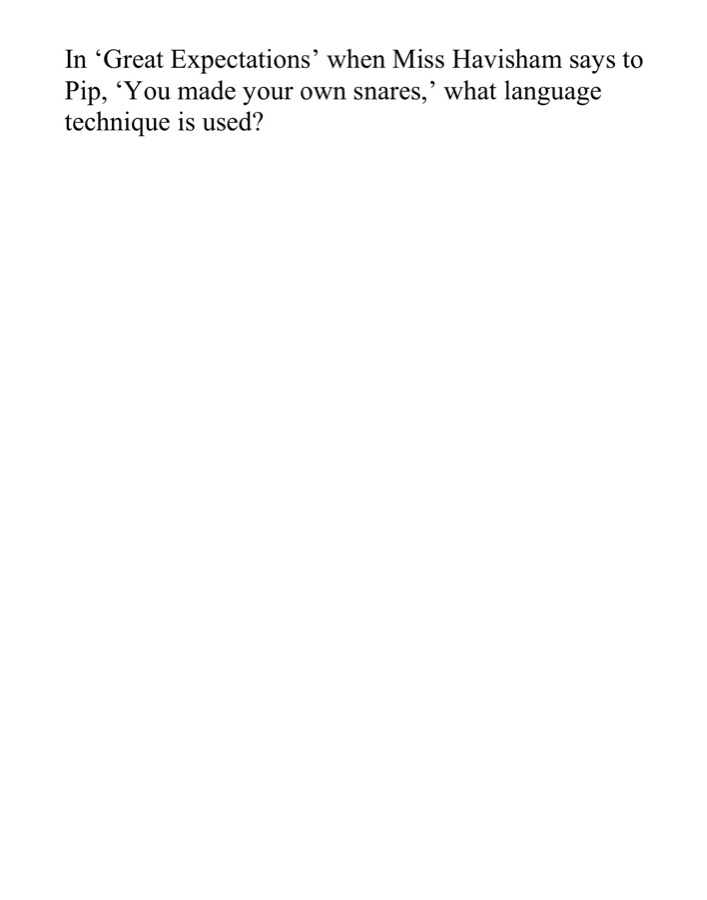 In ‘Great Expectations’ when Miss Havisham says to
Pip, ‘You made your own snares,’ what language
technique is used?